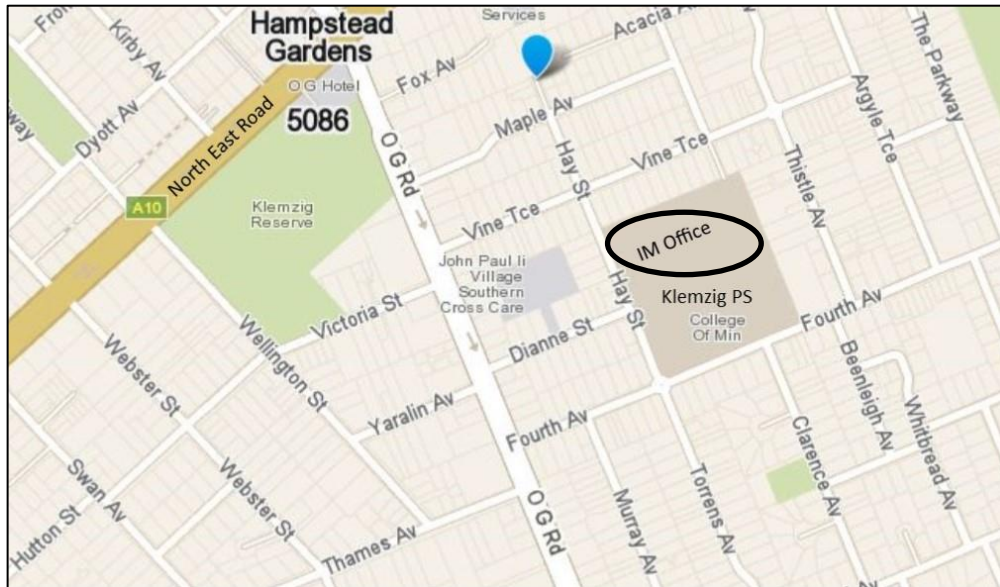 Services
Hampstead
Gardens
Kirby Av
Acacia
The Parkway
Fox Av
O G Hotel
5086
Maple Av
Argyle Tce
Dyott Av
North East Road
O G Rd
Hay St
Vine Tce
Thistle Av
A10
Klemzig
Reserve
Vine Tce
IM Office
John Paul Ii
Village
Southern
Cross Care
Hay St
Klemzig PS
College
Of Min
Fourth Av
Victoria St
Dianne St
Webster St
Wellington St
Yaralin Av
Fourth Av
Beenleigh Av
Whitbread Av
Clarence Av
Swan Av
Webster St
Hutton St
Thames Av
O G Rd
Murray Av
Torrens Av